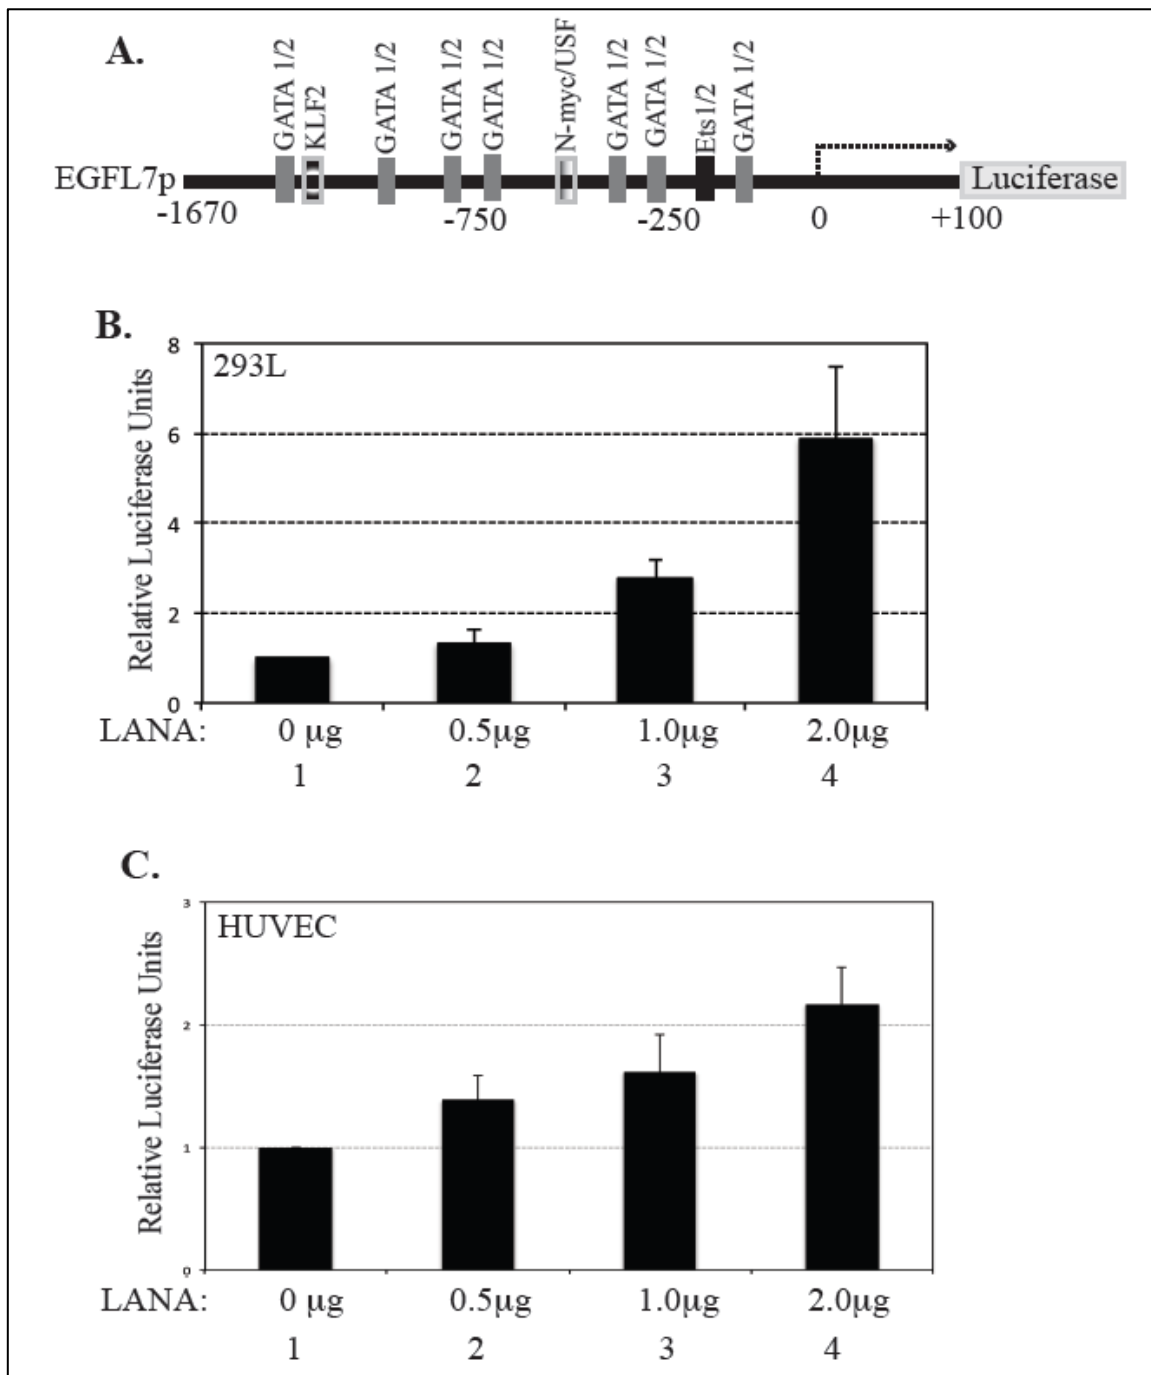 A.
GATA 1/2
KLF2
GATA 1/2
GATA 1/2
GATA 1/2
N-myc/USF
GATA 1/2
GATA 1/2
Ets1/2
GATA 1/2
EGFL7p
Luciferase
-1670
-750
-250
0
+100
B.
293L
Relative Luciferase Units
8
6
4
2
0
LANA: 0 μg 0.5μg 1.0μg 2.0μg
1 2 3 4
C.
HUVEC
Relative Luciferase Units
3
2
1
0
LANA: 0 μg 0.5μg 1.0μg 2.0μg
1 2 3 4